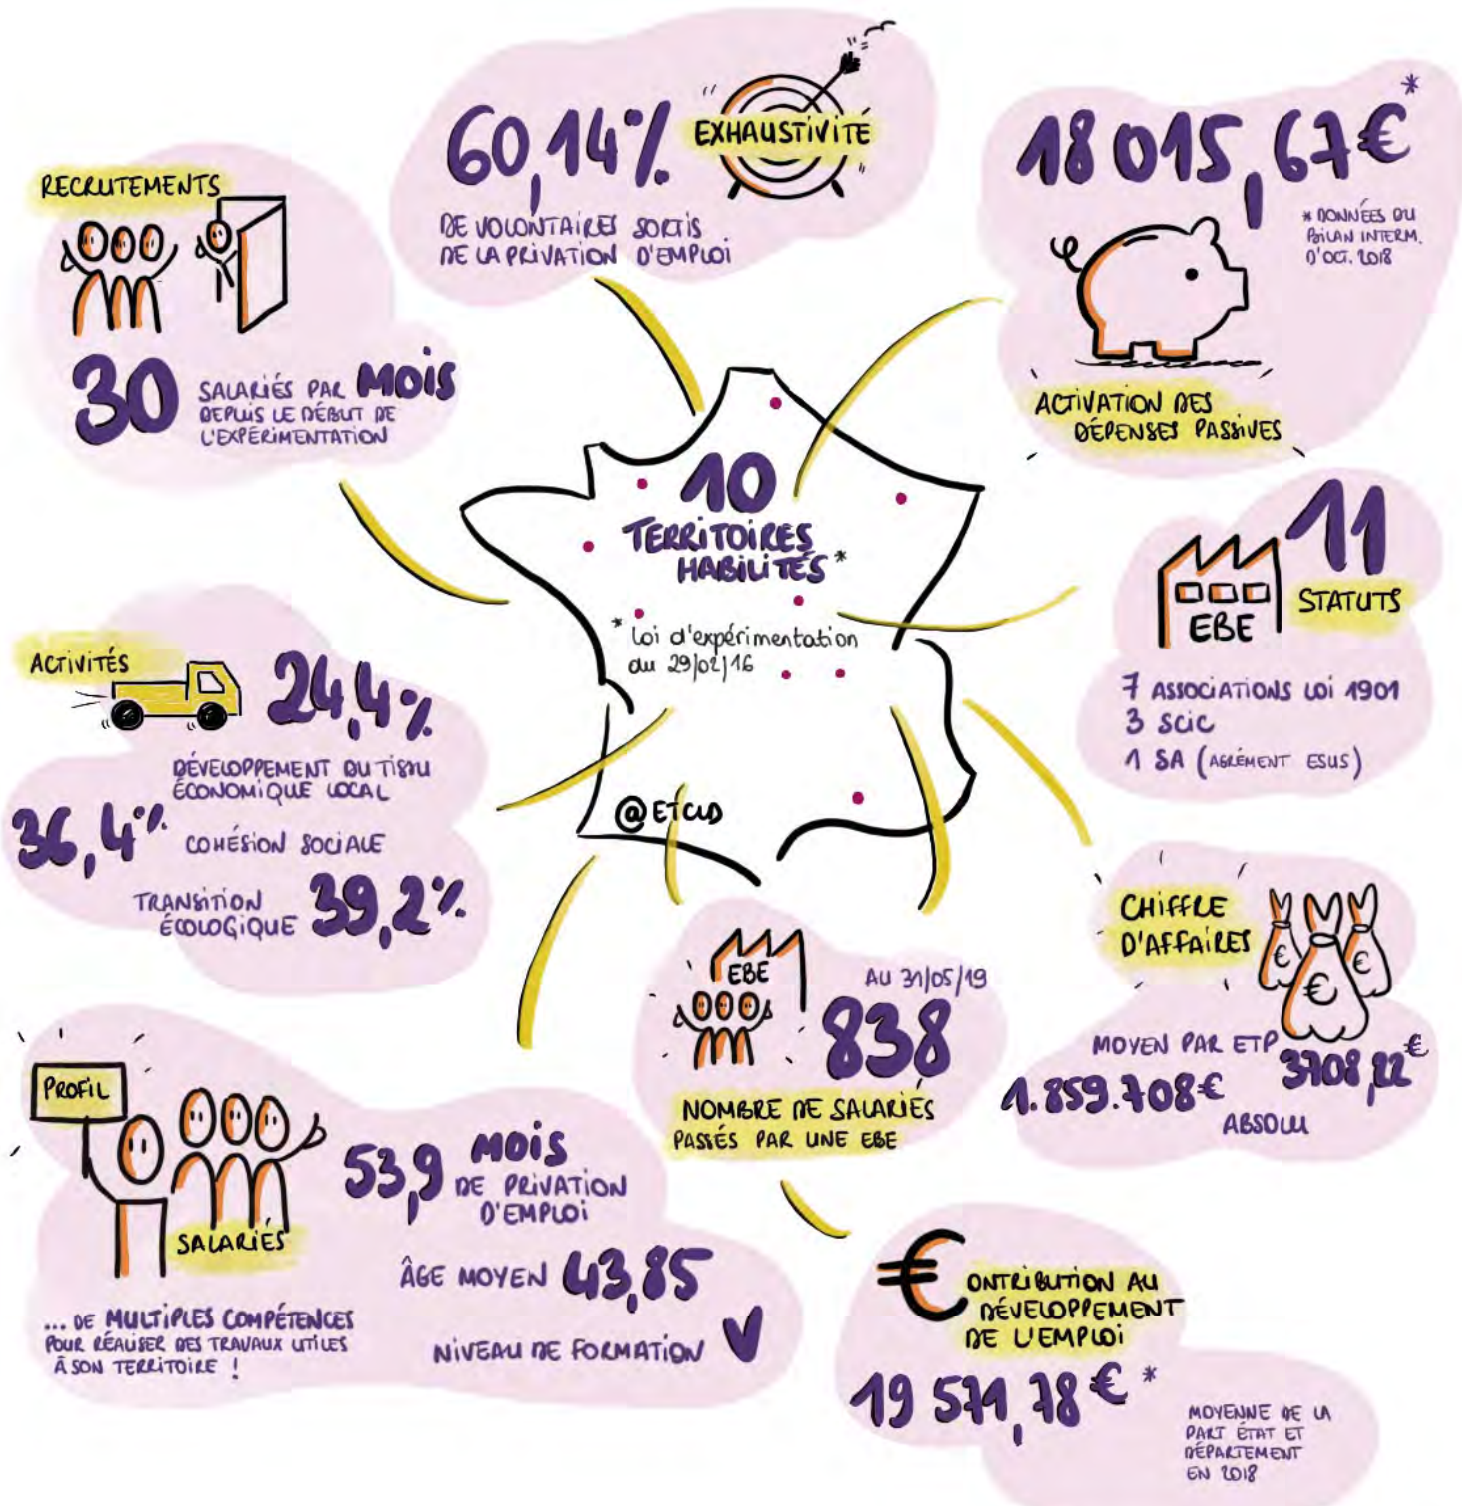 60,14%
EXHAUSTIVITÉ
DE VOLONTAIRES SORTIS
DE LA PRIVATION D'EMPLOI
18 015,67€*
* DONNÉES DU
BILAN INTERM.
D'OCT. 2018
ACTIVATION DES
DÉPENSES PASSIVES
RECRUTEMENTS
30
SALARIÉS PAR MOIS
DEPUIS LE DÉBUT DE
L'EXPÉRIMENTATION
10
TERRITOIRES
HABILITÉS*
* Loi d'expérimentation
du 29/02/16
@ETCLD
11
STATUTS
EBE
7 ASSOCIATIONS LOI 1901
3 SCIC
1 SA (AGRÉMENT ESUS)
ACTIVITÉS
24,4%
DÉVELOPPEMENT DU TISSU
ÉCONOMIQUE LOCAL
36,4% COHÉSION SOCIALE
TRANSITION
ÉCOLOGIQUE 39,2%
CHIFFRE
D'AFFAIRES
€ € €
MOYEN PAR ETP 3708,22€
1.859.708€
ABSOLU
EBE
AU 31/05/19
838
NOMBRE DE SALARIÉS
PASSÉS PAR UNE EBE
PROFIL
SALARIÉS
53,9 MOIS
DE PRIVATION
D'EMPLOI
ÂGE MOYEN 43,85
NIVEAU DE FORMATION V
... DE MULTIPLES COMPÉTENCES
POUR RÉALISER DES TRAVAUX UTILES
À SON TERRITOIRE !
€ONTRIBUTION AU
DÉVELOPPEMENT
DE L'EMPLOI
19 571,78€*
MOYENNE DE LA
PART ÉTAT ET
DÉPARTEMENT
EN 2018